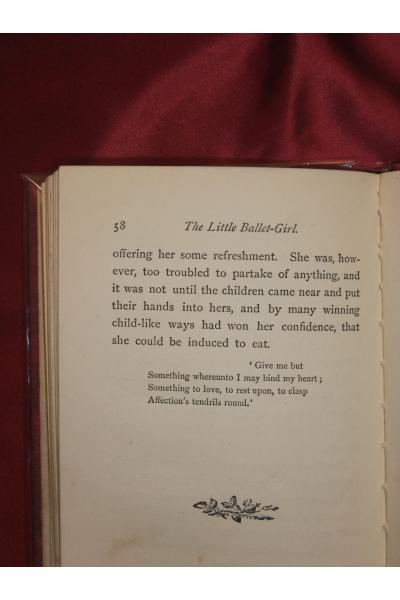 58 The Little Ballet-Girl.
offering her some refreshment. She was, how-
ever, too troubled to partake of anything, and
it was not until the children came near and put
their hands into hers, and by many winning
child-like ways had won her confidence, that
she could be induced to eat.
‘ Give me but
Something whereunto I may bind my heart ;
Something to love, to rest upon, to clasp
Affection’s tendrils round.’